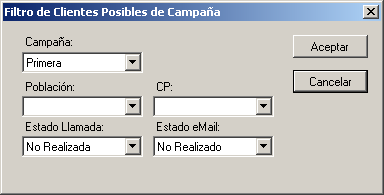 Filtro de Clientes Posibles de Campaña
Campaña:
Primera
Aceptar
Cancelar
Población:
CP:
Estado Llamada:
Estado eMail:
No Realizada
No Realizado